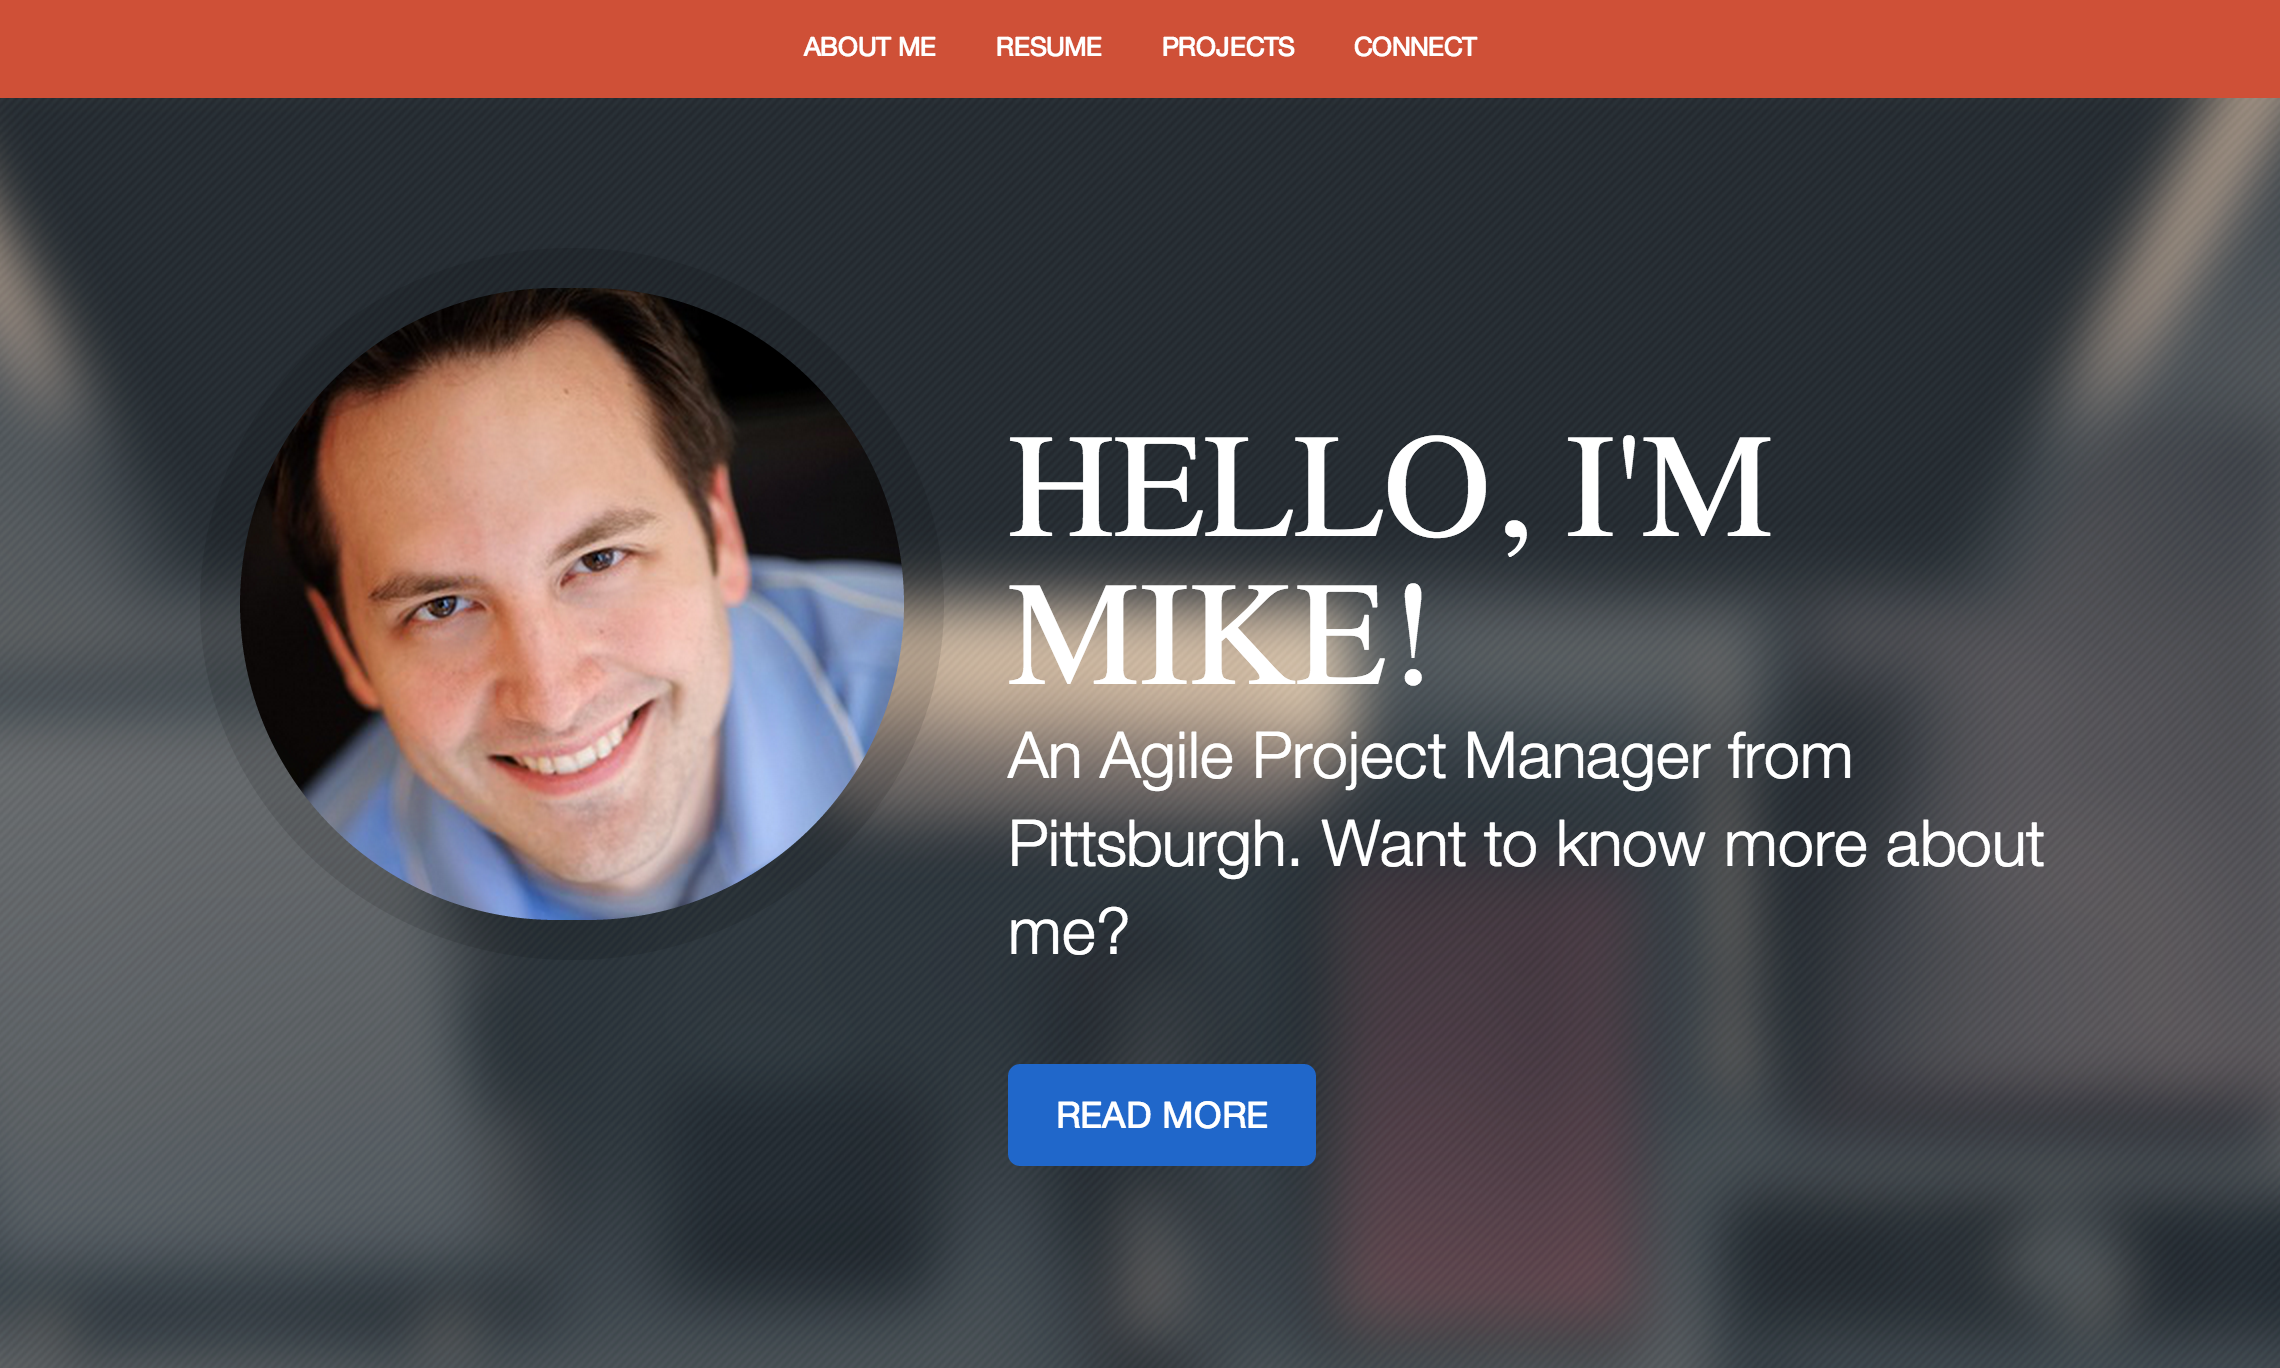 ABOUT ME RESUME PROJECTS CONNECT
HELLO, I'M
MIKE!
An Agile Project Manager from
Pittsburgh. Want to know more about
me?
READ MORE